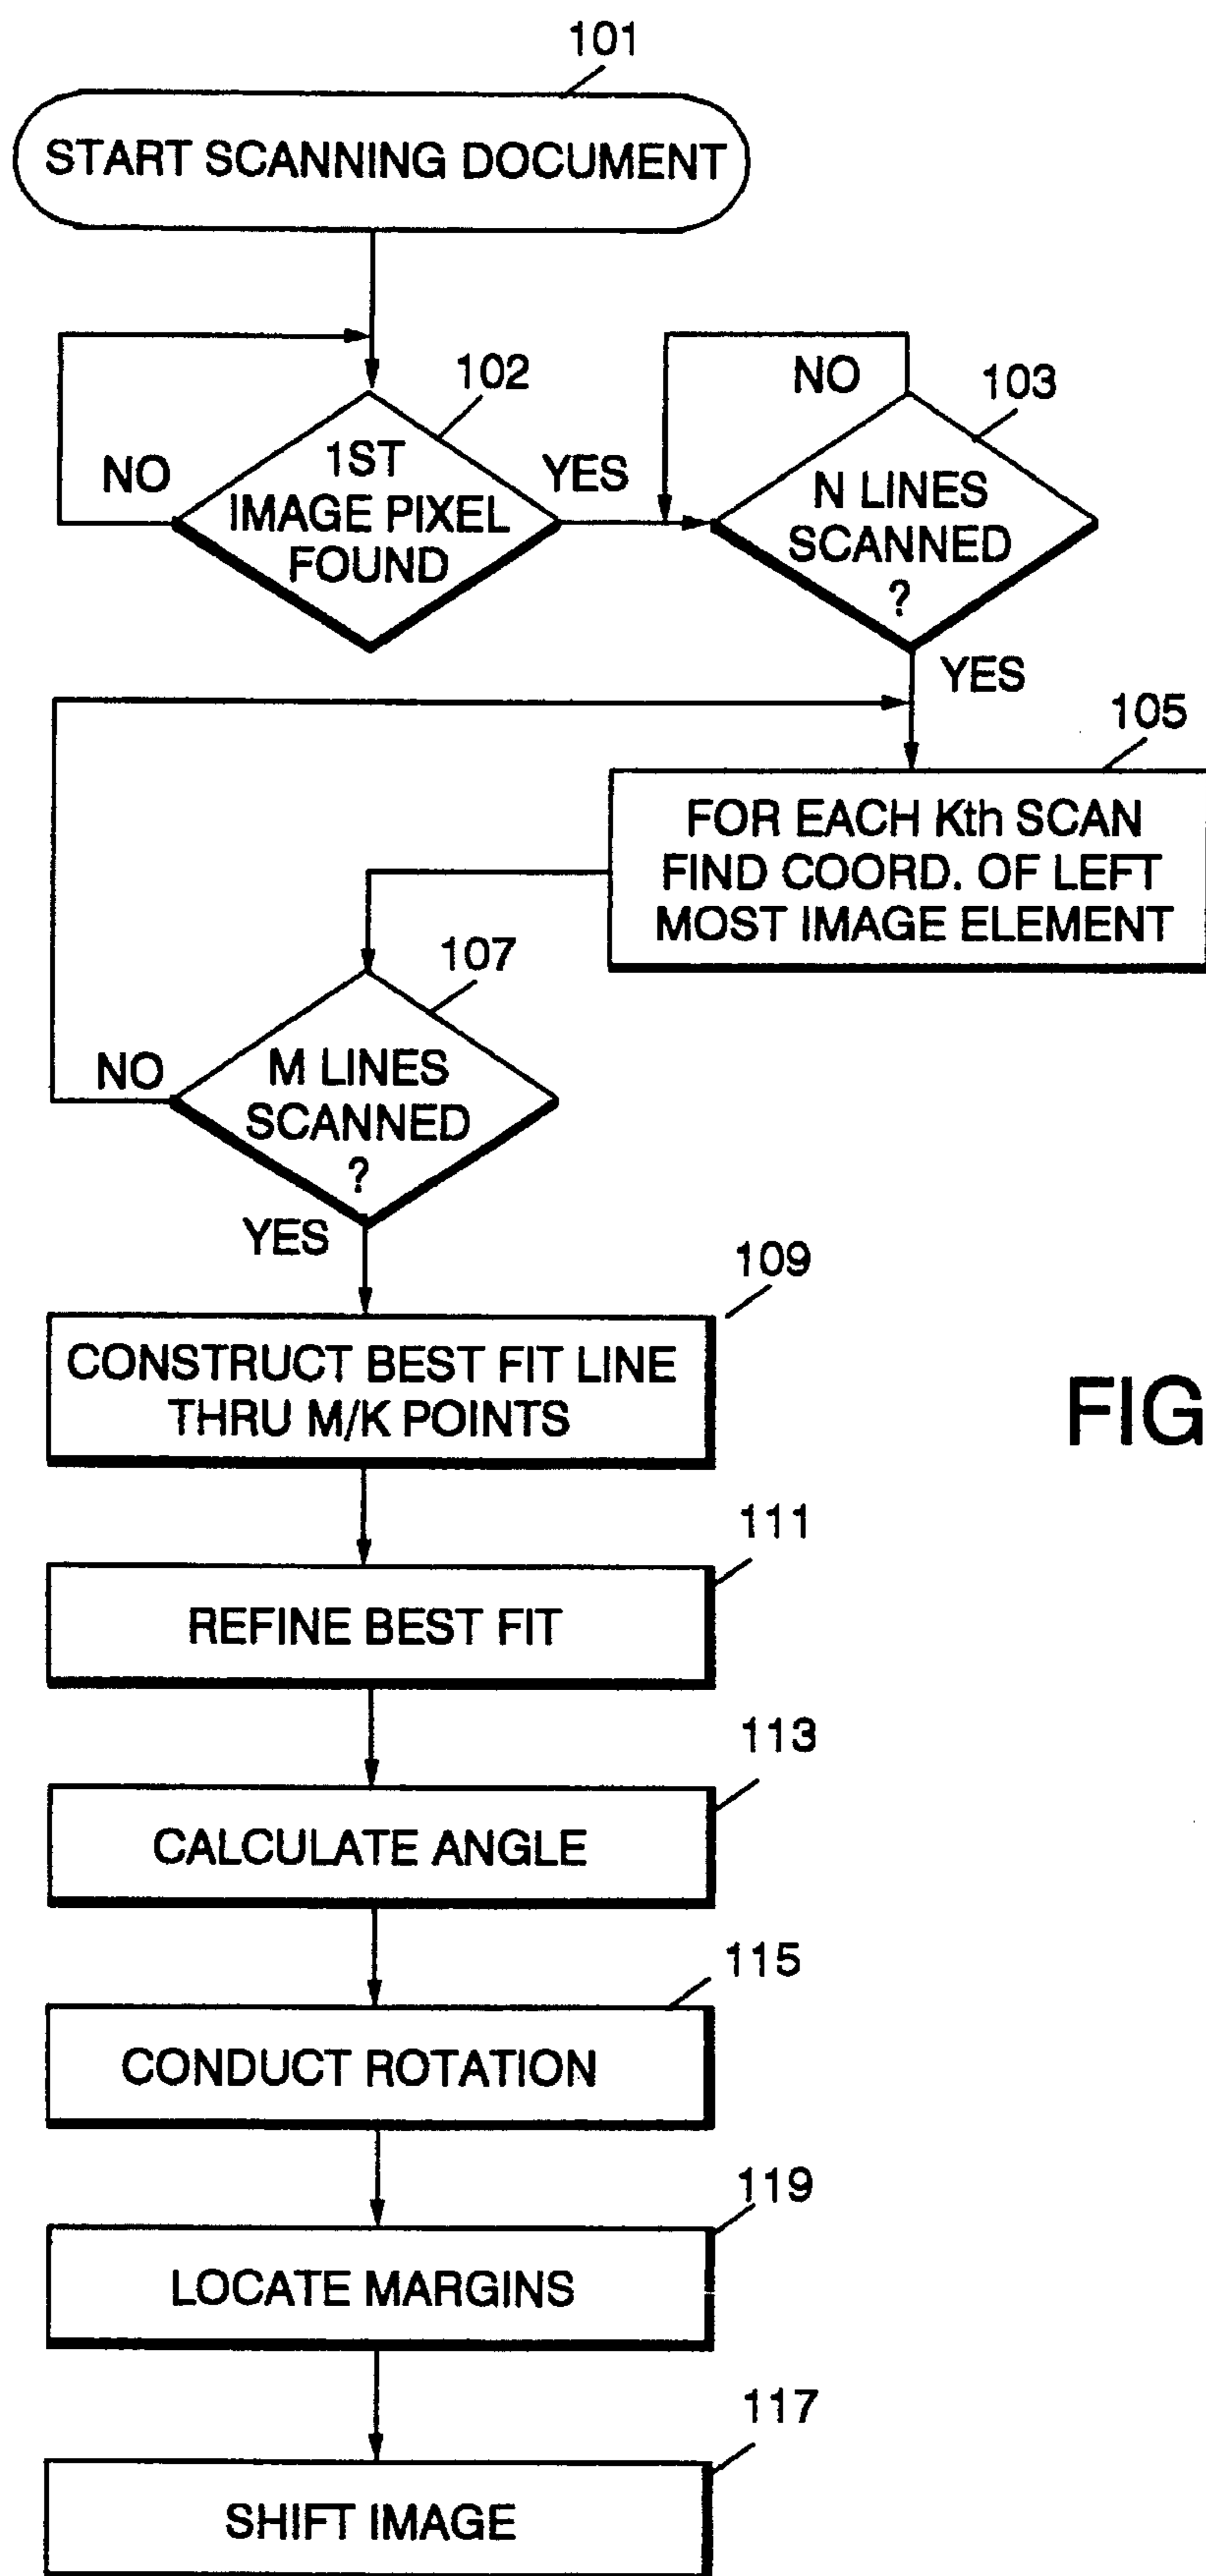 101
START SCANNING DOCUMENT
102
NO
1ST
IMAGE PIXEL
FOUND
YES
NO
103
N LINES
SCANNED
?
YES
105
FOR EACH Kth SCAN
FIND COORD. OF LEFT
MOST IMAGE ELEMENT
107
NO
M LINES
SCANNED
?
YES
109
CONSTRUCT BEST FIT LINE
THRU M/K POINTS
FIG
111
REFINE BEST FIT
113
CALCULATE ANGLE
115
CONDUCT ROTATION
119
LOCATE MARGINS
117
SHIFT IMAGE